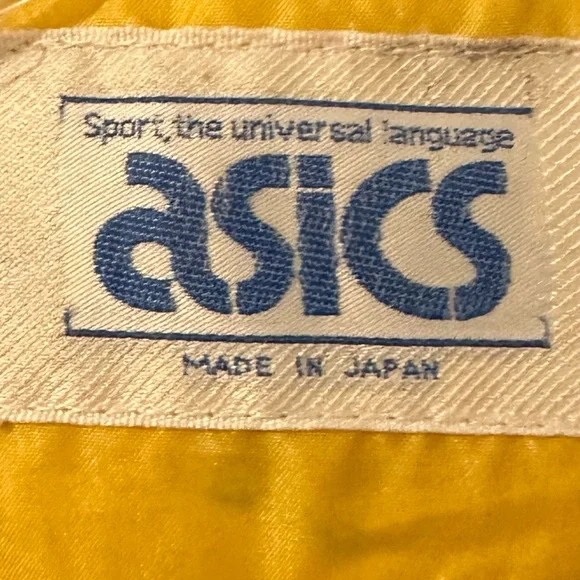 Sport, the universal language
asics
MADE IN JAPAN